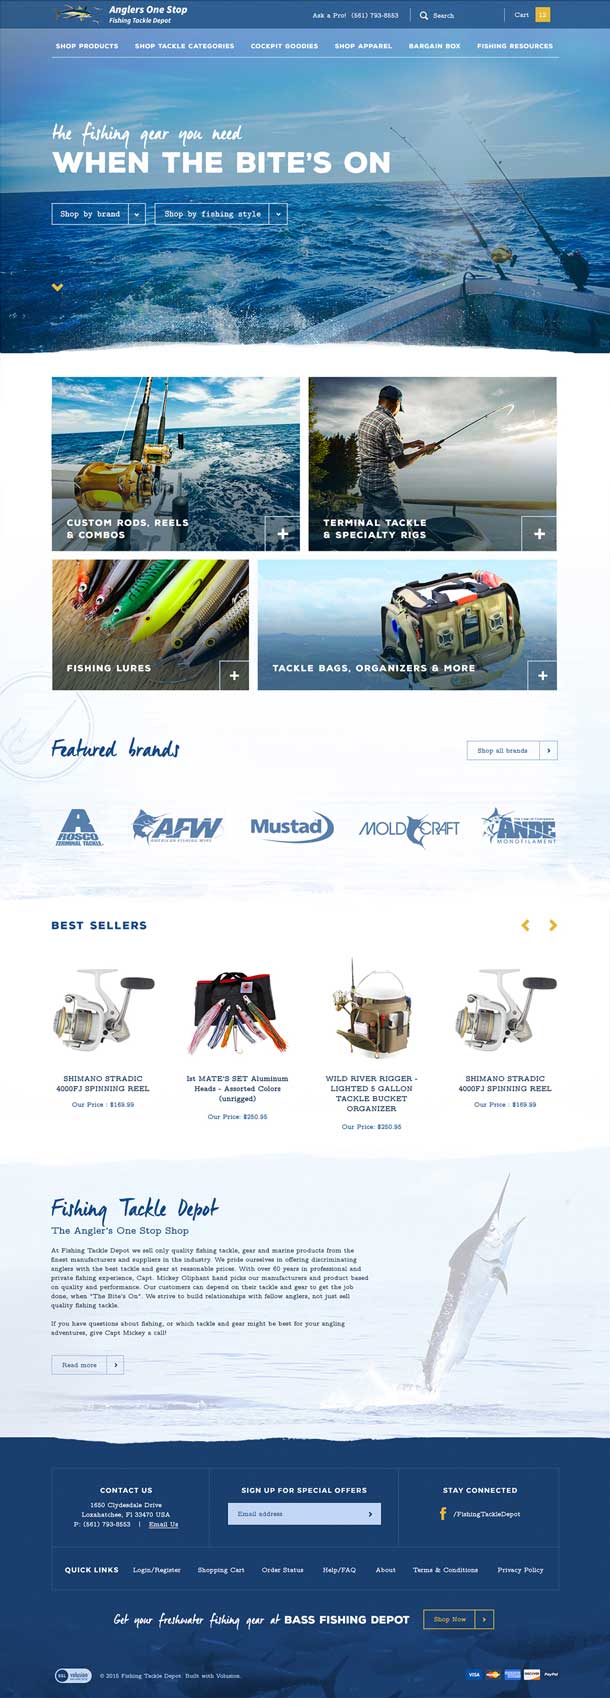 Anglers One Stop
Fishing Tackle Depot
Ask a Pro! (561) 793-8553
Search
Cart 12
SHOP PRODUCTS SHOP TACKLE CATEGORIES COCKPIT GOODIES SHOP APPAREL BARGAIN BOX FISHING RESOURCES
the fishing gear you need
WHEN THE BITE'S ON
Shop by brand
Shop by fishing style
CUSTOM RODS, REELS
& COMBOS
TERMINAL TACKLE
& SPECIALTY RIGS
FISHING LURES
TACKLE BAGS, ORGANIZERS & MORE
Featured brands
Shop all brands
ROSCO
TERMINAL TACKLE
AFW
AMERICAN FISHING WIRE
Mustad
MOLD CRAFT
ANDE
MONOFILAMENT
BEST SELLERS
SHIMANO STRADIC
4000FJ SPINNING REEL
Our Price : $169.99
1st MATE'S SET Aluminum
Heads - Assorted Colors
(unrigged)
Our Price: $250.95
WILD RIVER RIGGER -
LIGHTED 5 GALLON
TACKLE BUCKET
ORGANIZER
Our Price: $250.95
SHIMANO STRADIC
4000FJ SPINNING REEL
Our Price : $169.99
Fishing Tackle Depot
The Angler's One Stop Shop
At Fishing Tackle Depot we sell only quality fishing tackle, gear and marine products from the
finest manufacturers and suppliers in the industry. We pride ourselves in offering discriminating
anglers with the best tackle and gear at reasonable prices. With over 60 years in professional and
private fishing experience, Capt. Mickey Oliphant hand picks our manufacturers and product based
on quality and performance. Our customers can depend on their tackle and gear to get the job
done, when "The Bite's On". We strive to build relationships with fellow anglers, not just sell
quality fishing tackle.
If you have questions about fishing, or which tackle and gear might be best for your angling
adventures, give Capt Mickey a call!
Read more
CONTACT US
1650 Clydesdale Drive
Loxahatchee, Fl 33470 USA
P: (561) 793-8553 | Email Us
SIGN UP FOR SPECIAL OFFERS
Email address
STAY CONNECTED
/FishingTackleDepot
QUICK LINKS Login/Register Shopping Cart Order Status Help/FAQ About Terms & Conditions Privacy Policy
Get your freshwater fishing gear at BASS FISHING DEPOT
Shop Now
SSL volusion
© 2015 Fishing Tackle Depot. Built with Volusion.
VISA
DISCOVER
PayPal